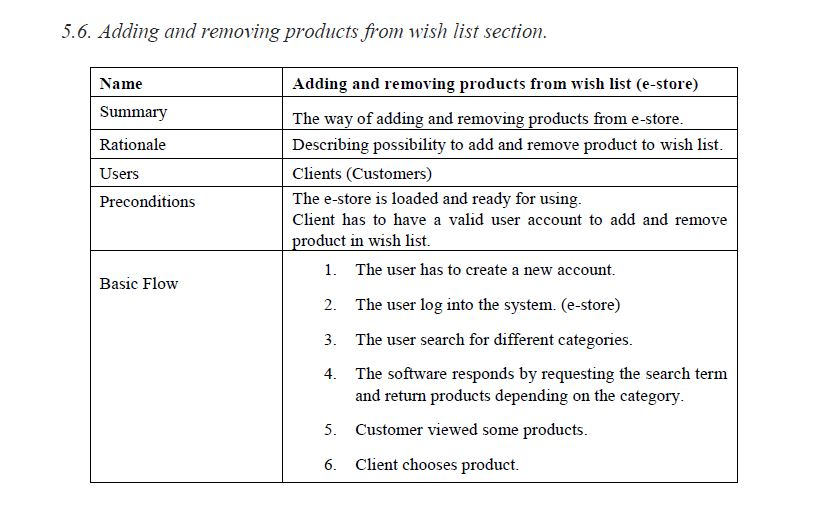 5.6. Adding and removing products from wish list section.
Name
Adding and removing products from wish list (e-store)
Summary
The way of adding and removing products from e-store.
Rationale
Describing possibility to add and remove product to wish list.
Users
Clients (Customers)
Preconditions
The e-store is loaded and ready for using.
Client has to have a valid user account to add and remove
product in wish list.
Basic Flow
1. The user has to create a new account.
2. The user log into the system. (e-store)
3. The user search for different categories.
4. The software responds by requesting the search term
and return products depending on the category.
5. Customer viewed some products.
6. Client chooses product.